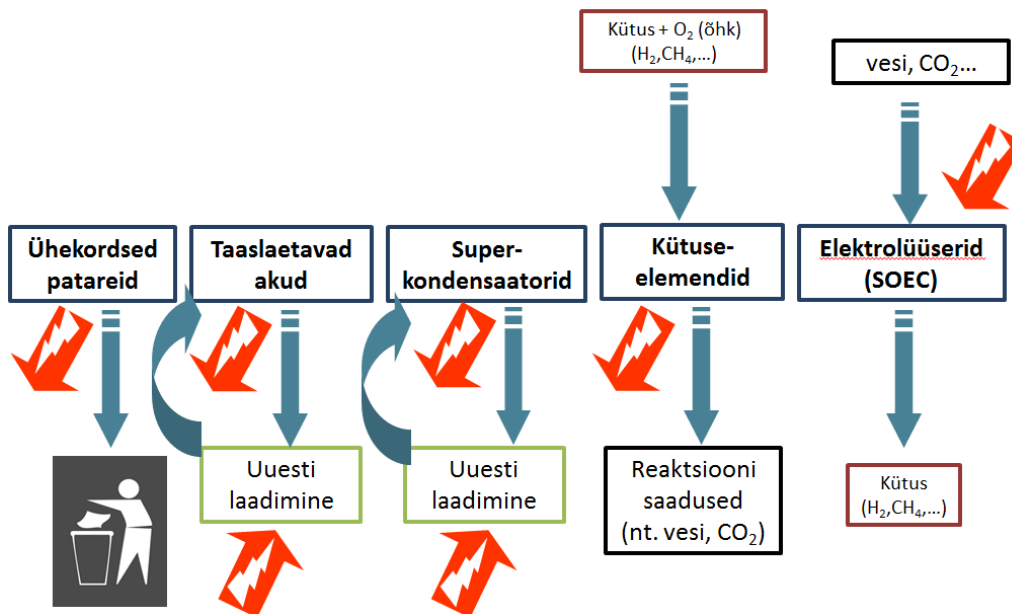 Kütus + O₂ (õhk)
(H₂,CH₄,...)
vesi, CO₂...
Ühekordsed
patareid
Taaslaetavad
akud
Super-
kondensaatorid
Kütuse-
elemendid
Elektrolüüserid
(SOEC)
Uuesti
laadimine
Uuesti
laadimine
Reaktsiooni
saadused
(nt. vesi, CO₂)
Kütus
(H₂,CH₄,...)